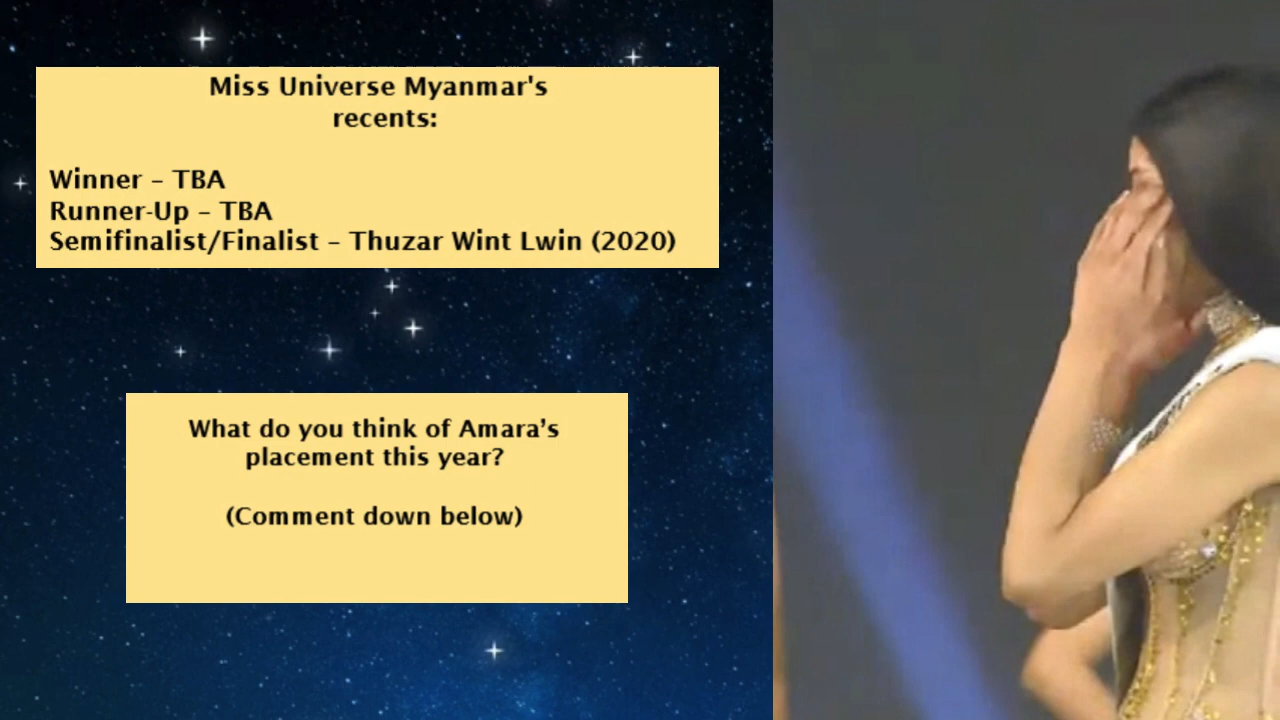 Miss Universe Myanmar's
recents:
Winner – TBA
Runner-Up – TBA
Semifinalist/Finalist – Thuzar Wint Lwin (2020)
What do you think of Amara’s
placement this year?
(Comment down below)